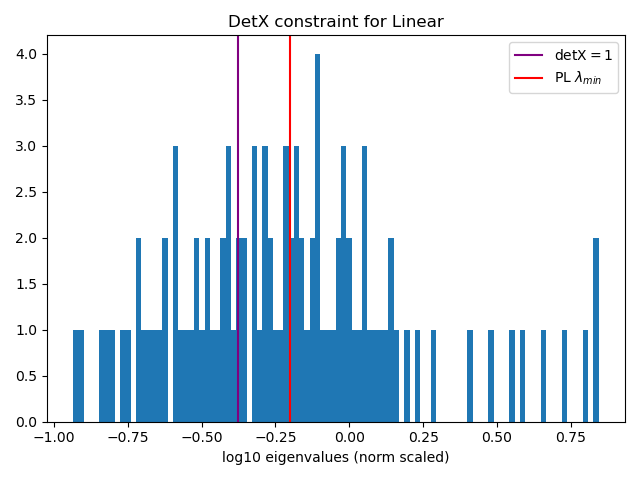 DetX constraint for Linear
4.0
3.5
3.0
2.5
2.0
1.5
1.0
0.5
0.0
detX = 1
PL λmin
−1.00 −0.75 −0.50 −0.25 0.00 0.25 0.50 0.75
log10 eigenvalues (norm scaled)